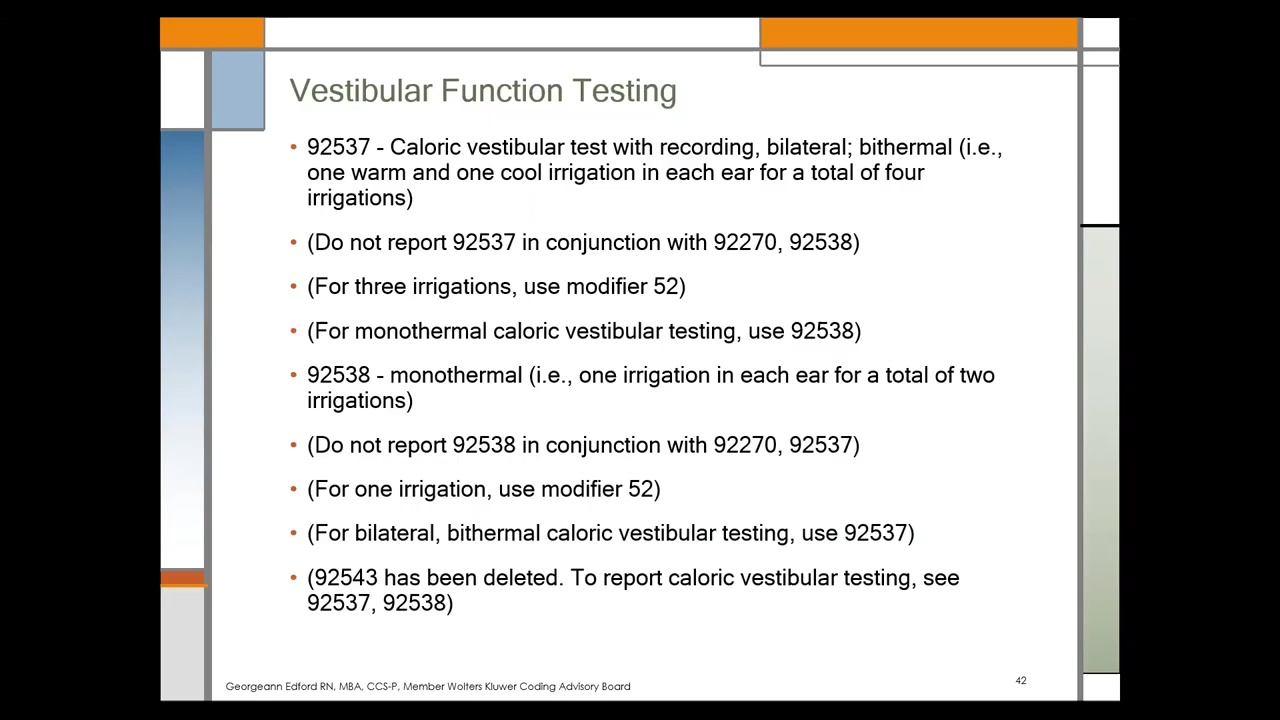 Vestibular Function Testing
• 92537 - Caloric vestibular test with recording, bilateral; bithermal (i.e.,
one warm and one cool irrigation in each ear for a total of four
irrigations)
• (Do not report 92537 in conjunction with 92270, 92538)
• (For three irrigations, use modifier 52)
• (For monothermal caloric vestibular testing, use 92538)
• 92538 - monothermal (i.e., one irrigation in each ear for a total of two
irrigations)
• (Do not report 92538 in conjunction with 92270, 92537)
• (For one irrigation, use modifier 52)
• (For bilateral, bithermal caloric vestibular testing, use 92537)
• (92543 has been deleted. To report caloric vestibular testing, see
92537, 92538)
Georgeann Edford RN, MBA, CCS-P, Member Wolters Kluwer Coding Advisory Board
42